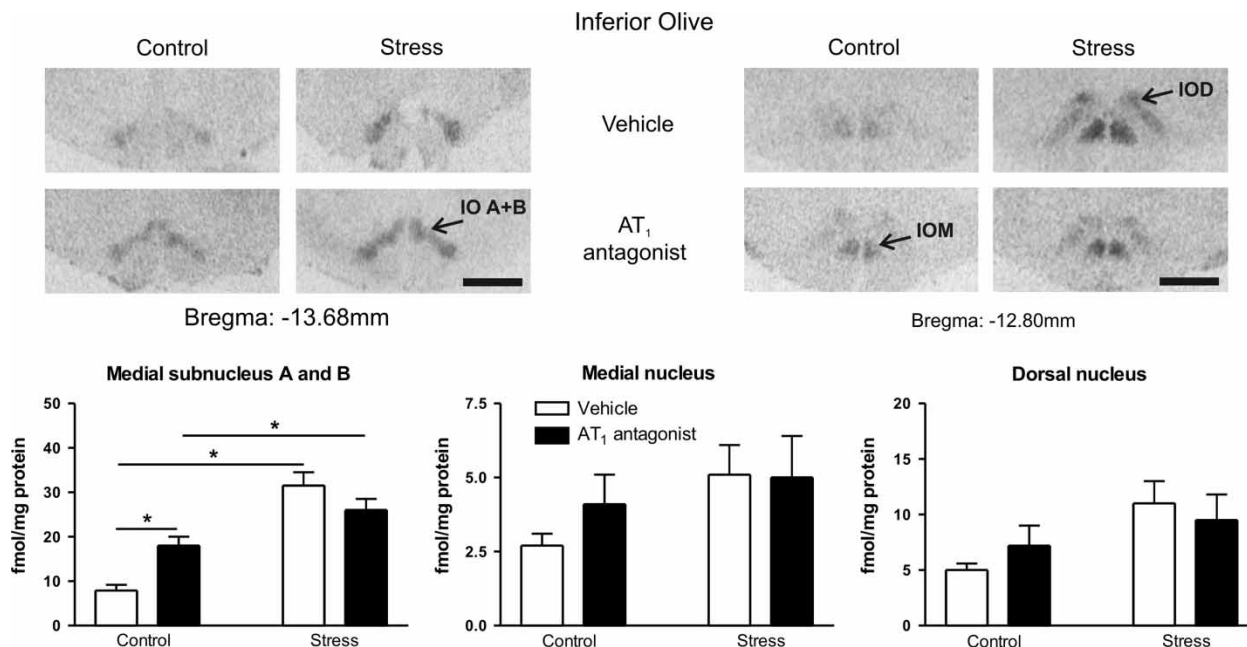 Inferior Olive
Control
Stress
Control
Stress
Vehicle
IOD
AT₁
antagonist
IO A+B
IOM
Bregma: -13.68mm
Bregma: -12.80mm
Medial subnucleus A and B
fmol/mg protein
50
40
30
20
10
0
*
*
*
Control
Stress
Medial nucleus
Vehicle
AT₁ antagonist
fmol/mg protein
7.5
5.0
2.5
0.0
Control
Stress
Dorsal nucleus
fmol/mg protein
20
15
10
5
0
Control
Stress